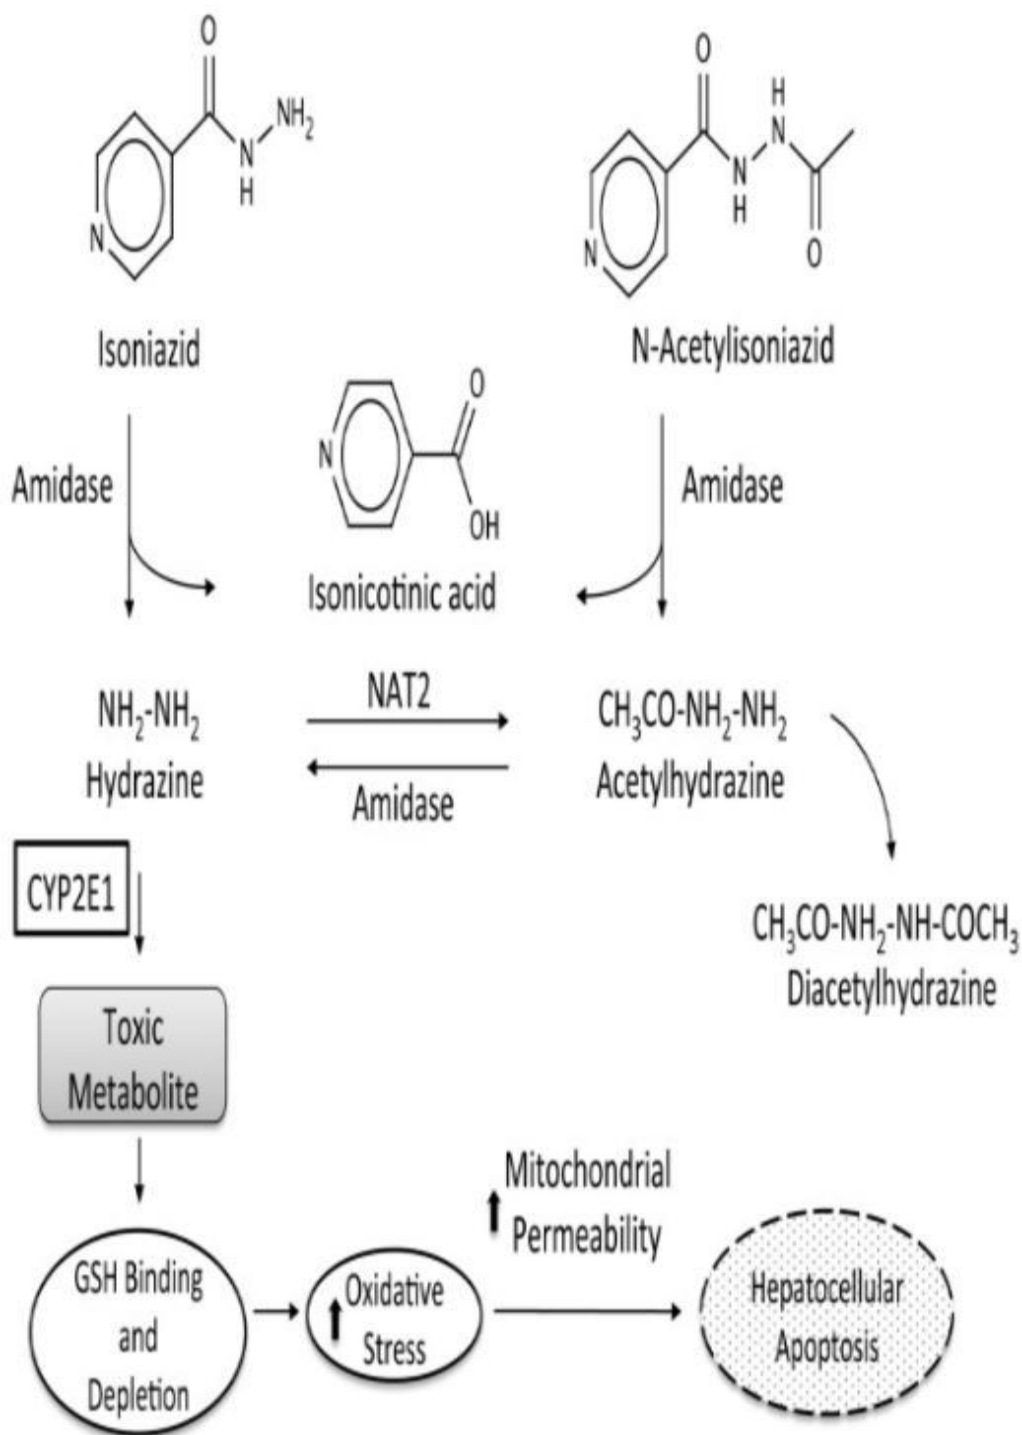 O
NH₂
N
H
N
Isoniazid
O
H
N
N
H
O
N
N-Acetylisoniazid
Amidase
O
N
OH
Isonicotinic acid
Amidase
NH₂-NH₂
Hydrazine
NAT2
Amidase
CH₃CO-NH₂-NH₂
Acetylhydrazine
CYP2E1
CH₃CO-NH₂-NH-COCH₃
Diacetylhydrazine
Toxic
Metabolite
GSH Binding
and
Depletion
Oxidative
Stress
Mitochondrial
Permeability
Hepatocellular
Apoptosis